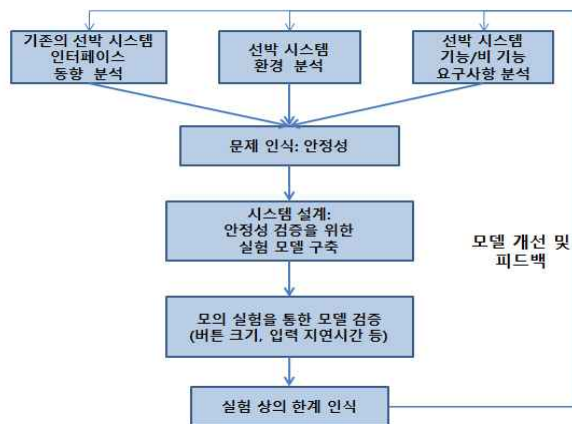 기존의 선박 시스템
인터페이스
동향 분석
선박 시스템
환경 분석
선박 시스템
기능/비 기능
요구사항 분석
문제 인식: 안정성
시스템 설계:
안정성 검증을 위한
실험 모델 구축
모델 개선 및
피드백
모의 실험을 통한 모델 검증
(버튼 크기, 입력 지연시간 등)
실험 상의 한계 인식